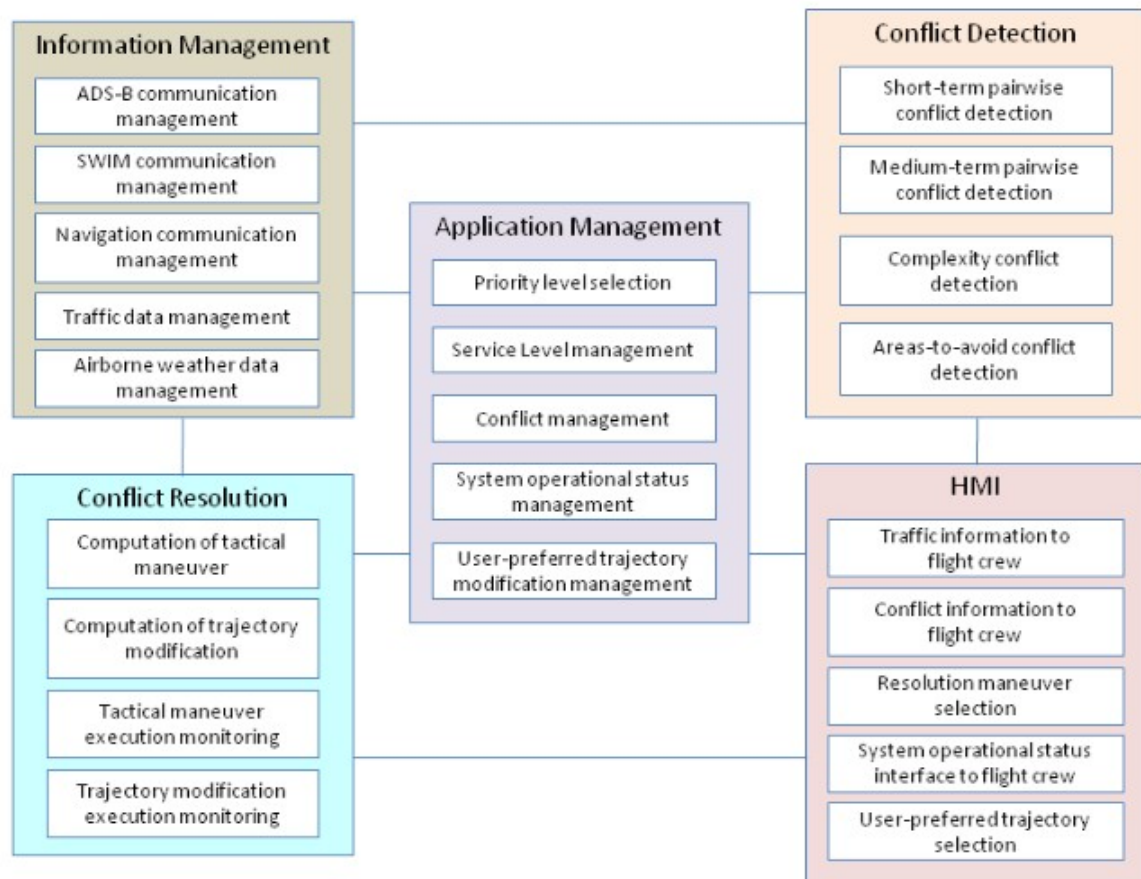 Information Management
ADS-B communication
management
SWIM communication
management
Navigation communication
management
Traffic data management
Airborne weather data
management
Conflict Detection
Short-term pairwise
conflict detection
Medium-term pairwise
conflict detection
Complexity conflict
detection
Areas-to-avoid conflict
detection
Application Management
Priority level selection
Service Level management
Conflict management
System operational status
management
User-preferred trajectory
modification management
Conflict Resolution
Computation of tactical
maneuver
Computation of trajectory
modification
Tactical maneuver
execution monitoring
Trajectory modification
execution monitoring
HMI
Traffic information to
flight crew
Conflict information to
flight crew
Resolution maneuver
selection
System operational status
interface to flight crew
User-preferred trajectory
selection